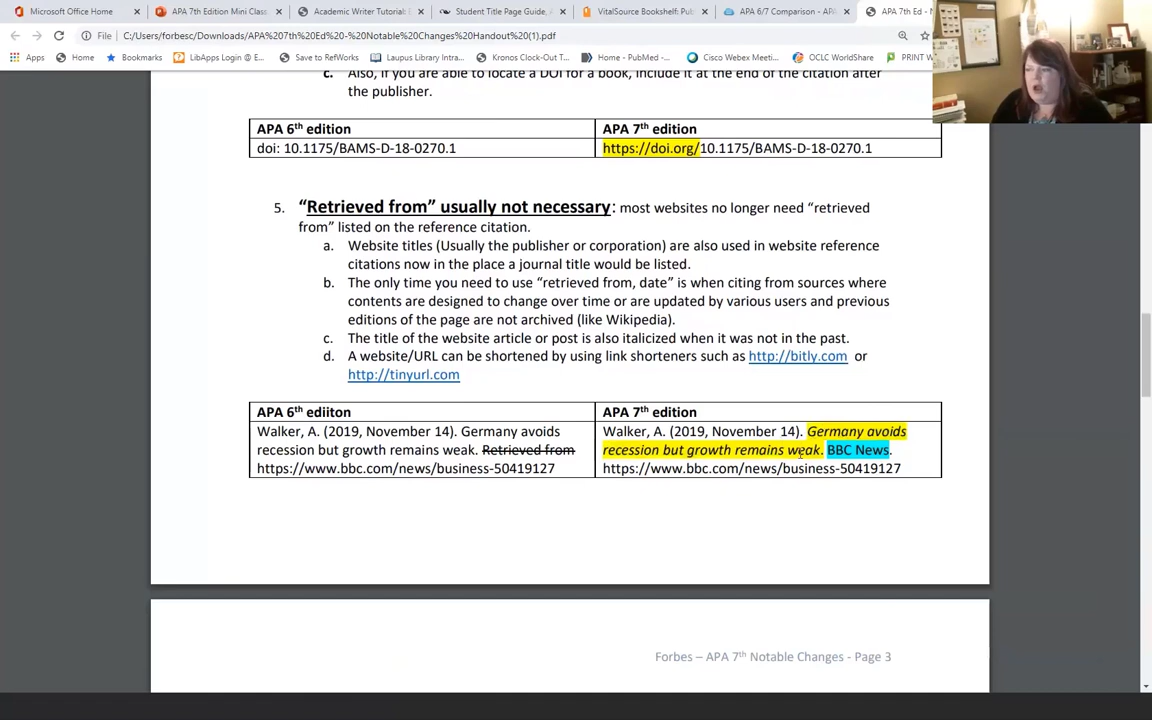 Microsoft Office Home
APA 7th Edition Mini Class
Academic Writer Tutorial:
Student Title Page Guide,
VitalSource Bookshelf: Pub
APA 6/7 Comparison - APA
APA 7th Ed - N
File
C:/Users/forbesc/Downloads/APA%207th%20Ed%20-%20Notable%20Changes%20Handout%20(1).pdf
Apps
Home
Bookmarks
LibApps Login @ E...
Save to RefWorks
Laupus Library Intra...
Kronos Clock-Out T...
Home - PubMed -...
Cisco Webex Meeti...
OCLC WorldShare
PRINT W
c. Also, if you are able to locate a DOI for a book, include it at the end of the citation after
the publisher.
APA 6th edition
APA 7th edition
doi: 10.1175/BAMS-D-18-0270.1
https://doi.org/10.1175/BAMS-D-18-0270.1
5. “Retrieved from” usually not necessary: most websites no longer need “retrieved
from” listed on the reference citation.
a. Website titles (Usually the publisher or corporation) are also used in website reference
citations now in the place a journal title would be listed.
b. The only time you need to use “retrieved from, date” is when citing from sources where
contents are designed to change over time or are updated by various users and previous
editions of the page are not archived (like Wikipedia).
c. The title of the website article or post is also italicized when it was not in the past.
d. A website/URL can be shortened by using link shorteners such as http://bitly.com or
http://tinyurl.com
APA 6th ediiton
APA 7th edition
Walker, A. (2019, November 14). Germany avoids
recession but growth remains weak. Retrieved from
https://www.bbc.com/news/business-50419127
Walker, A. (2019, November 14). Germany avoids
recession but growth remains weak. BBC News.
https://www.bbc.com/news/business-50419127
Forbes – APA 7th Notable Changes - Page 3